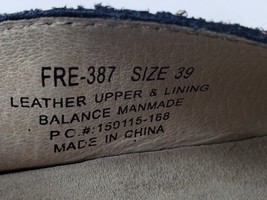 FRE-387 SIZE 39
LEATHER UPPER & LINING
BALANCE MANMADE
P.O.#: 150115-168
MADE IN CHINA